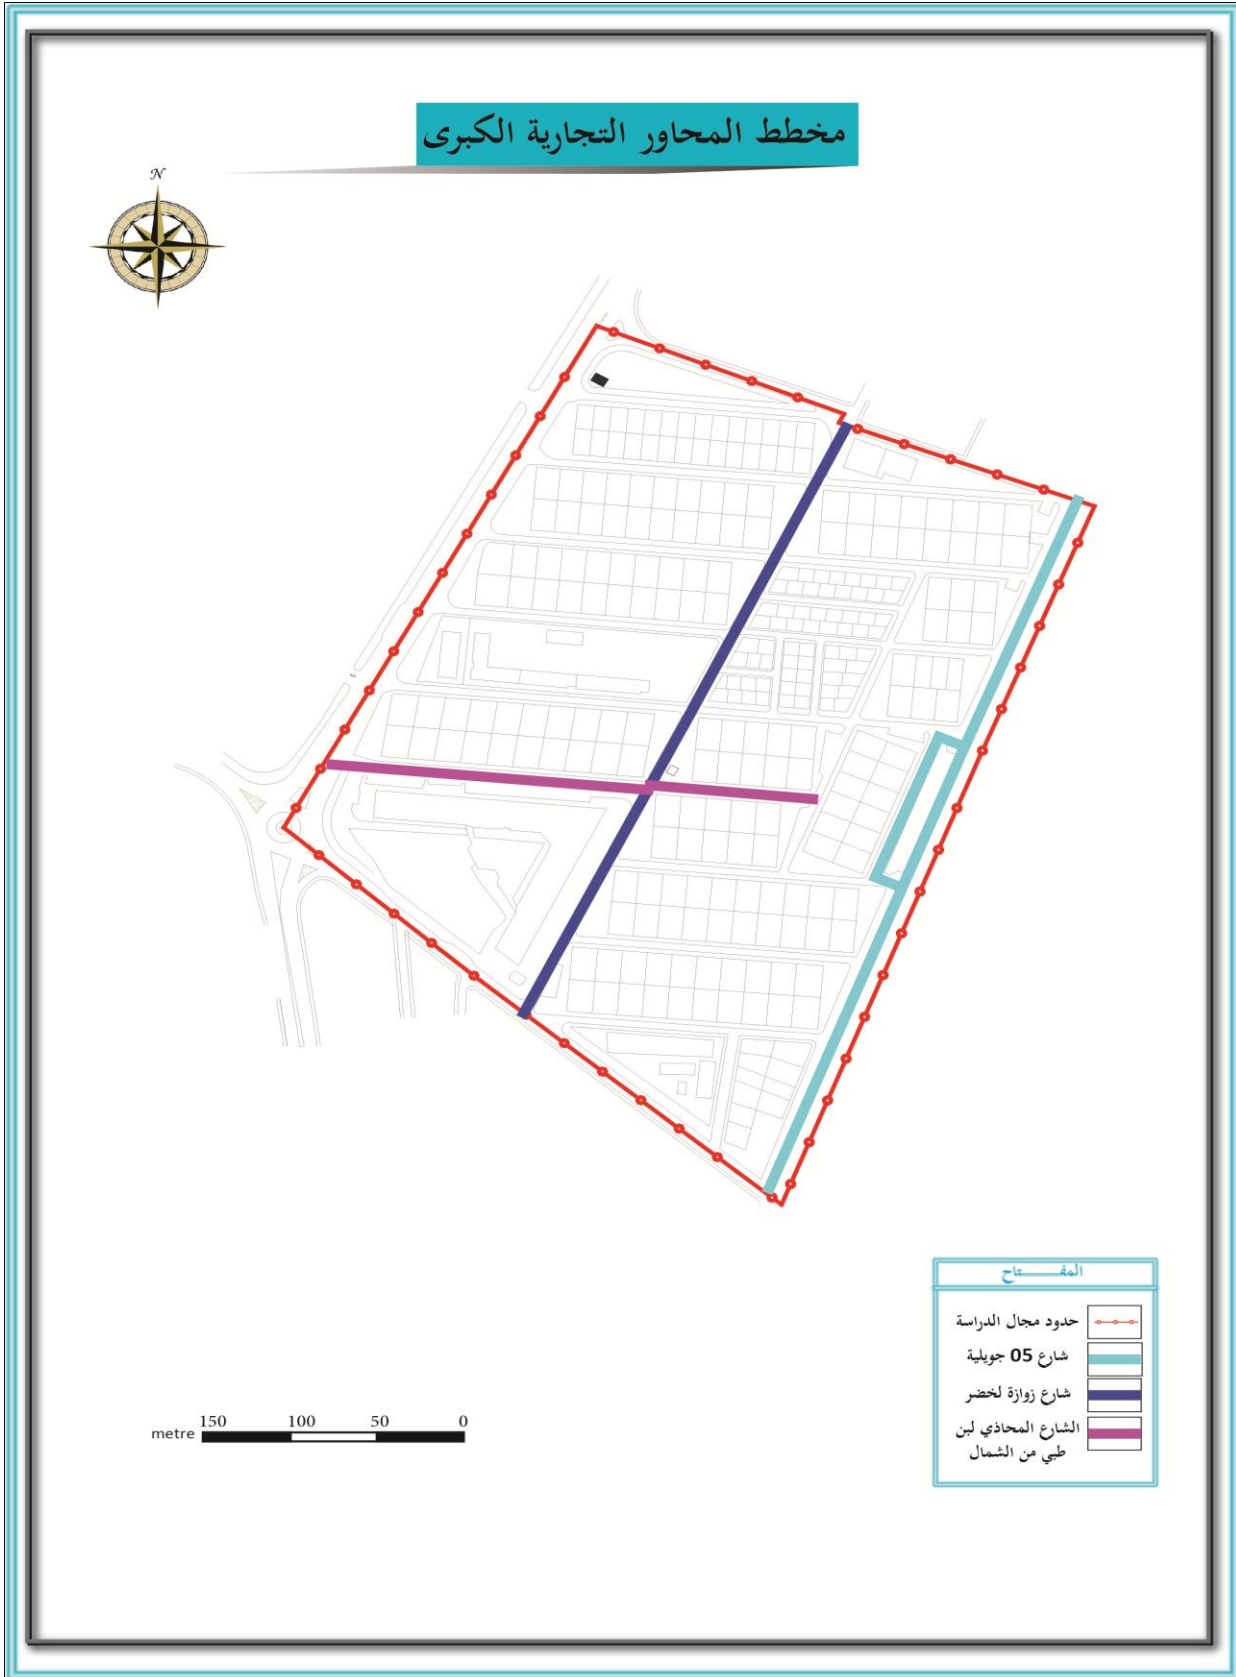 مخطط المحاور التجارية الكبرى
N
المفـــــتاح
حدود مجال الدراسة
شارع 05 جويلية
شارع زوازة لخضر
الشارع المحاذي لبن
طبي من الشمال
metre 150 100 50 0